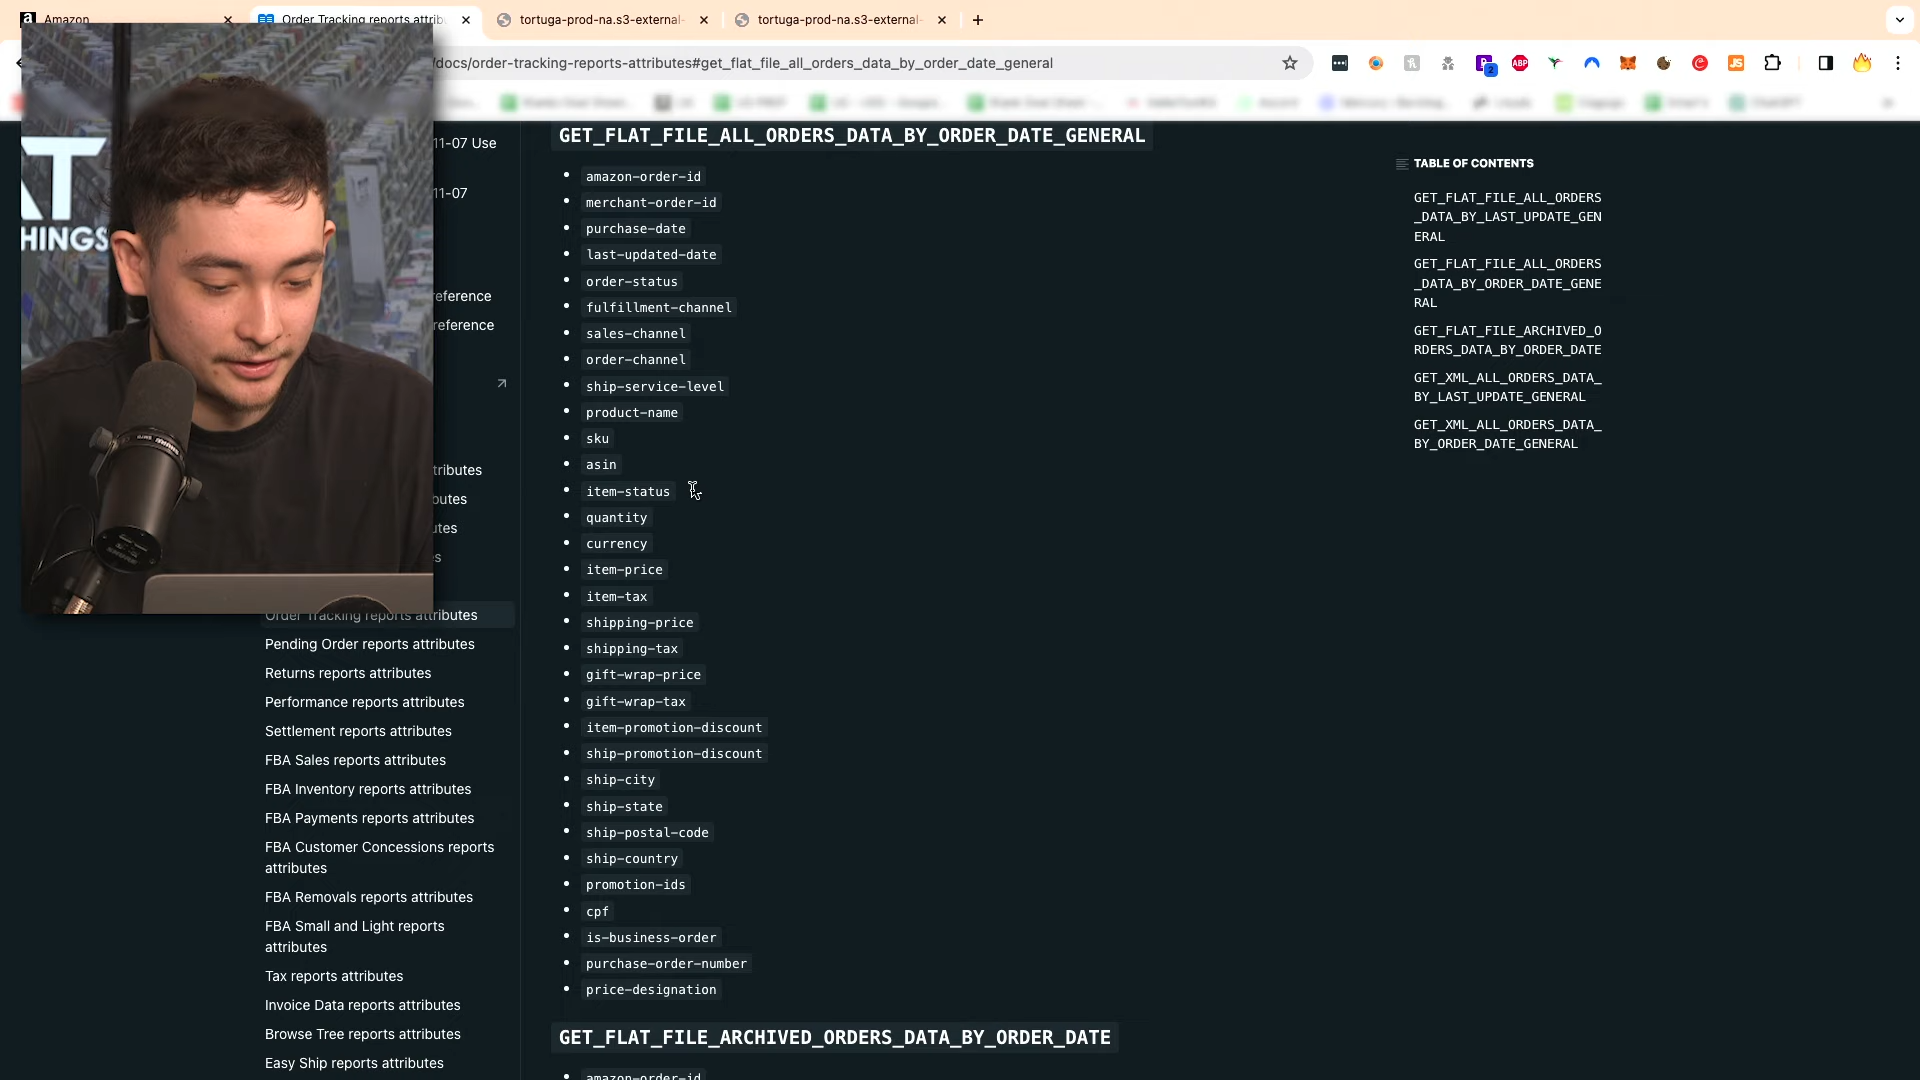 Amazon
Order Tracking reports attrib
tortuga-prod-na.s3-external-
tortuga-prod-na.s3-external-
/docs/order-tracking-reports-attributes#get_flat_file_all_orders_data_by_order_date_general
2
ABP
JS
AT
HINGS
11-07 Use
11-07
eference
eference
tributes
butes
utes
s
Order Tracking reports attributes
Pending Order reports attributes
Returns reports attributes
Performance reports attributes
Settlement reports attributes
FBA Sales reports attributes
FBA Inventory reports attributes
FBA Payments reports attributes
FBA Customer Concessions reports
attributes
FBA Removals reports attributes
FBA Small and Light reports
attributes
Tax reports attributes
Invoice Data reports attributes
Browse Tree reports attributes
Easy Ship reports attributes
GET_FLAT_FILE_ALL_ORDERS_DATA_BY_ORDER_DATE_GENERAL
amazon-order-id
merchant-order-id
purchase-date
last-updated-date
order-status
fulfillment-channel
sales-channel
order-channel
ship-service-level
product-name
sku
asin
item-status
quantity
currency
item-price
item-tax
shipping-price
shipping-tax
gift-wrap-price
gift-wrap-tax
item-promotion-discount
ship-promotion-discount
ship-city
ship-state
ship-postal-code
ship-country
promotion-ids
cpf
is-business-order
purchase-order-number
price-designation
GET_FLAT_FILE_ARCHIVED_ORDERS_DATA_BY_ORDER_DATE
amazon-order-id
TABLE OF CONTENTS
GET_FLAT_FILE_ALL_ORDERS
_DATA_BY_LAST_UPDATE_GEN
ERAL
GET_FLAT_FILE_ALL_ORDERS
_DATA_BY_ORDER_DATE_GENE
RAL
GET_FLAT_FILE_ARCHIVED_O
RDERS_DATA_BY_ORDER_DATE
GET_XML_ALL_ORDERS_DATA_
BY_LAST_UPDATE_GENERAL
GET_XML_ALL_ORDERS_DATA_
BY_ORDER_DATE_GENERAL